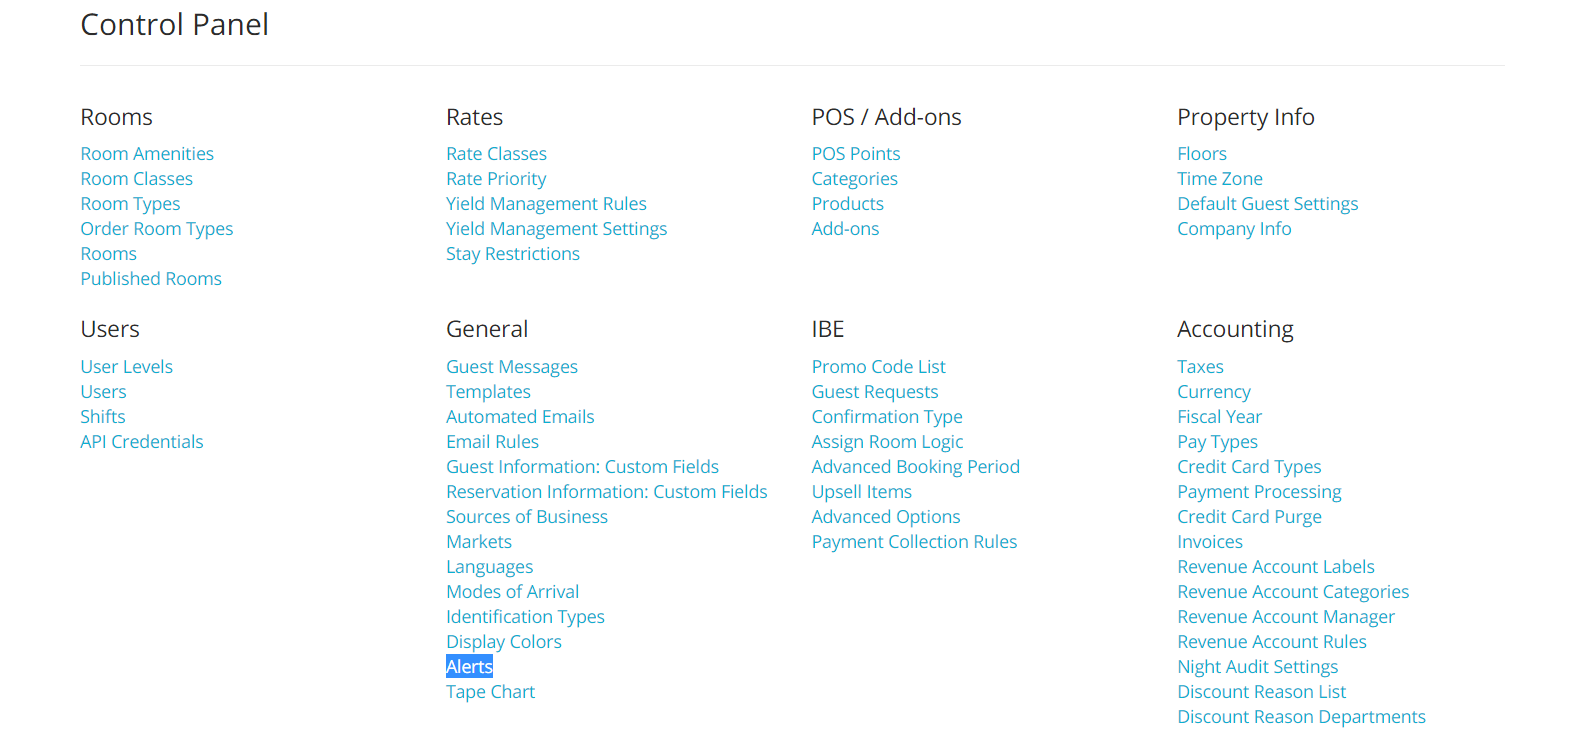 Control Panel
Rooms
Room Amenities
Room Classes
Room Types
Order Room Types
Rooms
Published Rooms
Rates
Rate Classes
Rate Priority
Yield Management Rules
Yield Management Settings
Stay Restrictions
POS / Add-ons
POS Points
Categories
Products
Add-ons
Property Info
Floors
Time Zone
Default Guest Settings
Company Info
Users
User Levels
Users
Shifts
API Credentials
General
Guest Messages
Templates
Automated Emails
Email Rules
Guest Information: Custom Fields
Reservation Information: Custom Fields
Sources of Business
Markets
Languages
Modes of Arrival
Identification Types
Display Colors
Alerts
Tape Chart
IBE
Promo Code List
Guest Requests
Confirmation Type
Assign Room Logic
Advanced Booking Period
Upsell Items
Advanced Options
Payment Collection Rules
Accounting
Taxes
Currency
Fiscal Year
Pay Types
Credit Card Types
Payment Processing
Credit Card Purge
Invoices
Revenue Account Labels
Revenue Account Categories
Revenue Account Manager
Revenue Account Rules
Night Audit Settings
Discount Reason List
Discount Reason Departments